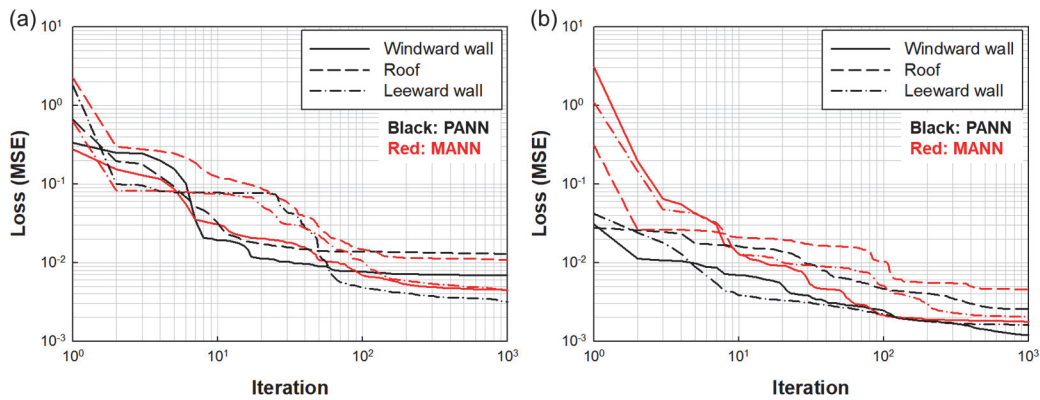 (a)
Windward wall
Roof
Leeward wall
Black: PANN
Red: MANN
Loss (MSE)
10^1
10^0
10^-1
10^-2
10^-3
10^0
10^1
10^2
10^3
Iteration
(b)
Windward wall
Roof
Leeward wall
Black: PANN
Red: MANN
Loss (MSE)
10^1
10^0
10^-1
10^-2
10^-3
10^0
10^1
10^2
10^3
Iteration